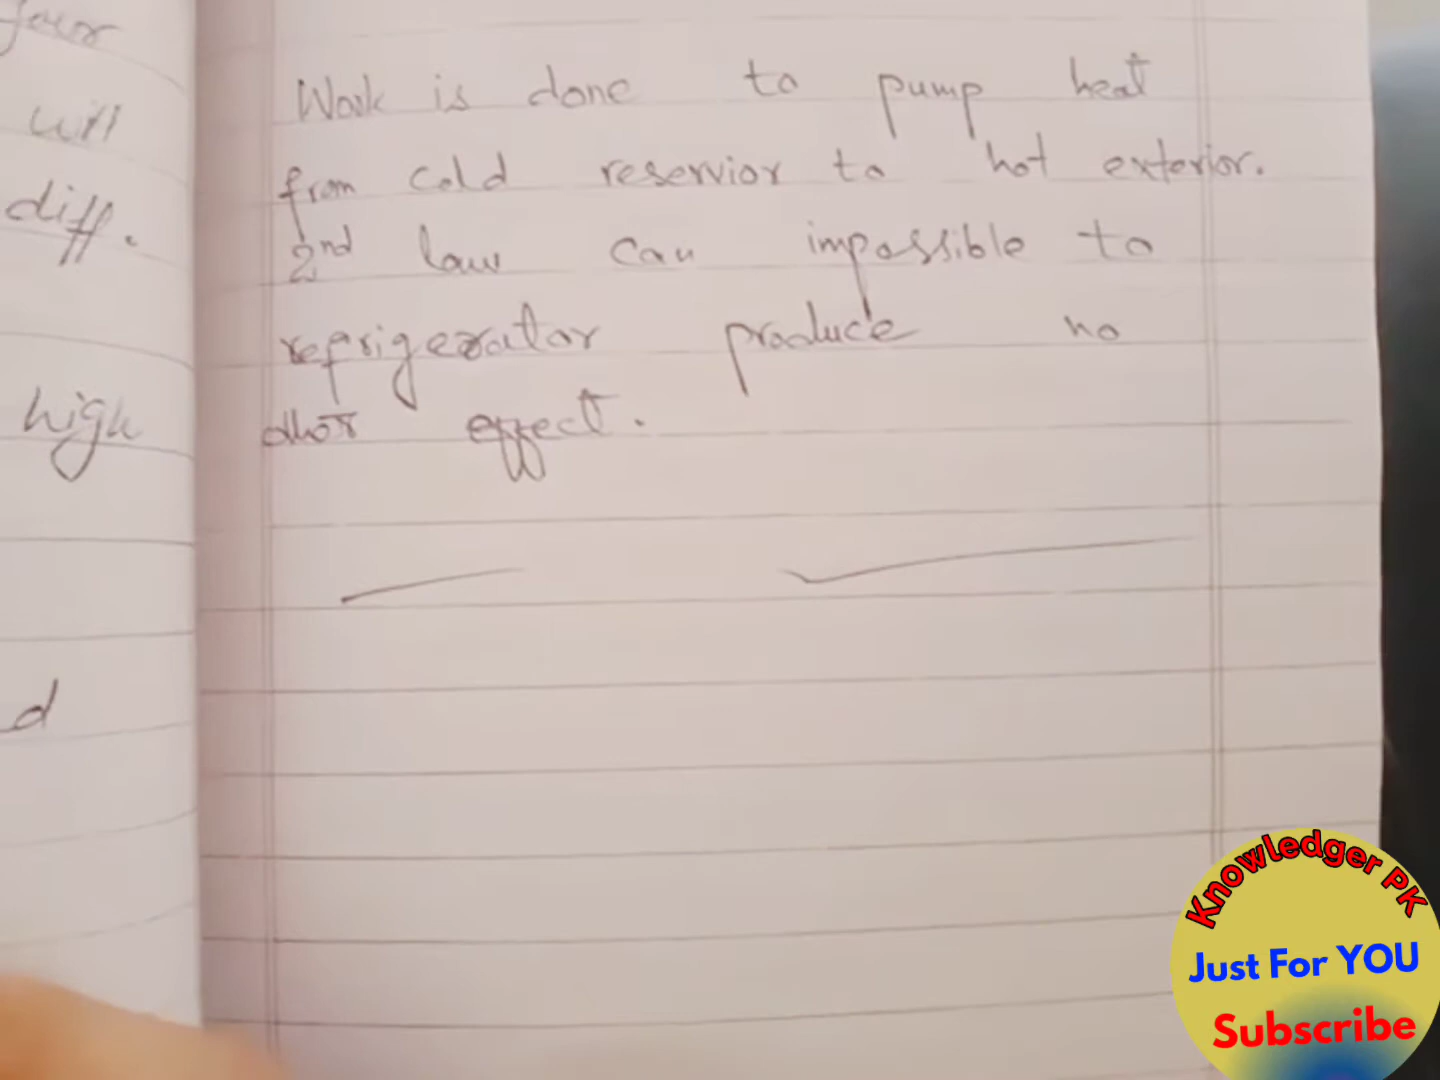 four
will
diff.
high
d
Work is done to pump heat
from cold reservior to hot exterior.
2nd law can impossible to
refrigerator produce no
other effect.
Knowledger PK
Just For YOU
Subscribe